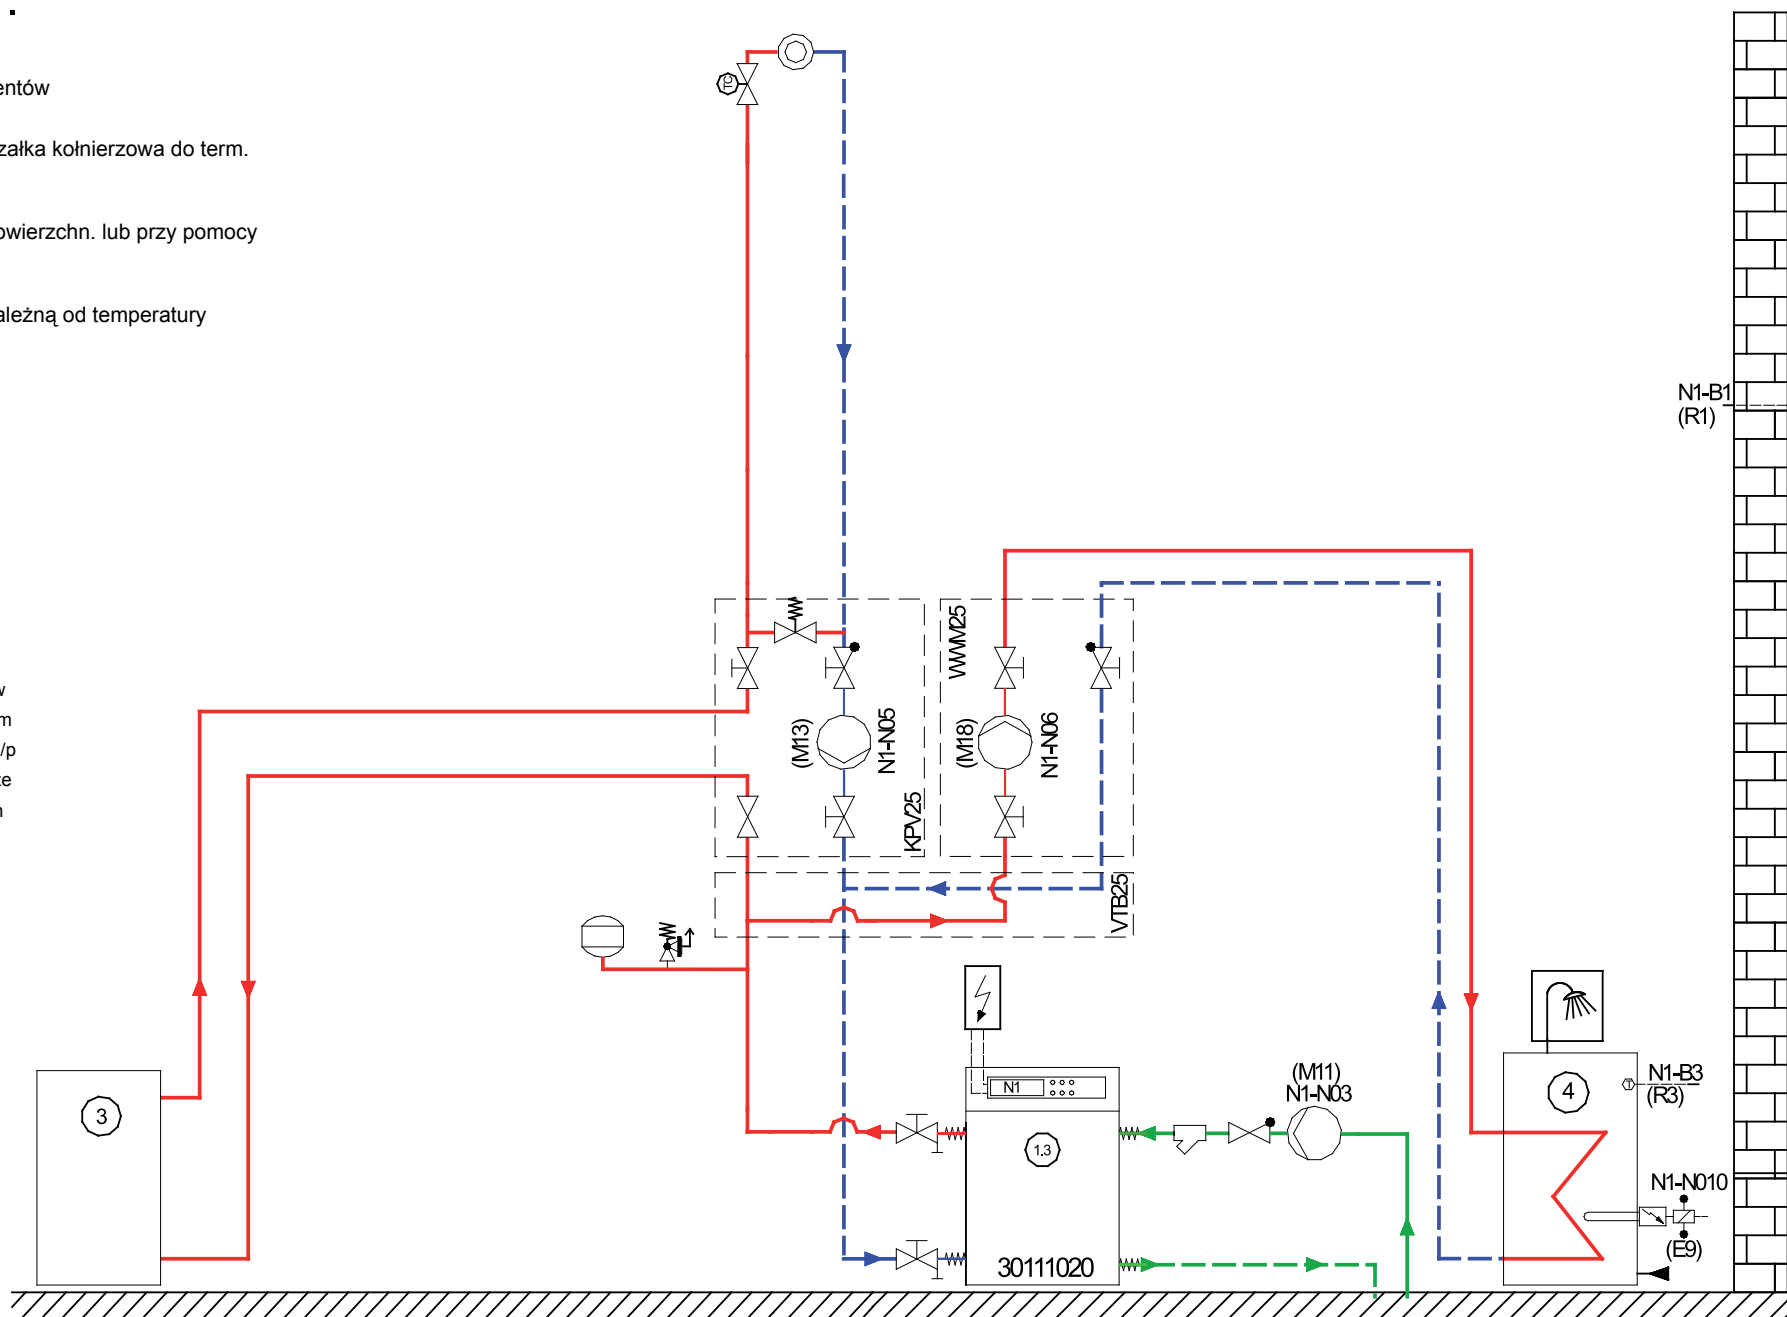 entów
załka kołnierzowa do term.
owierzchn. lub przy pomocy
ależną od temperatury
w
m
/p
te
n
TC
N1-B1
(R1)
WWM25
(M13)
N1-N05
(M18)
N1-N06
KPV25
VTB25
N1
(M11)
N1-N03
3
1.3
4
T
N1-B3
(R3)
N1-N010
(E9)
30111020